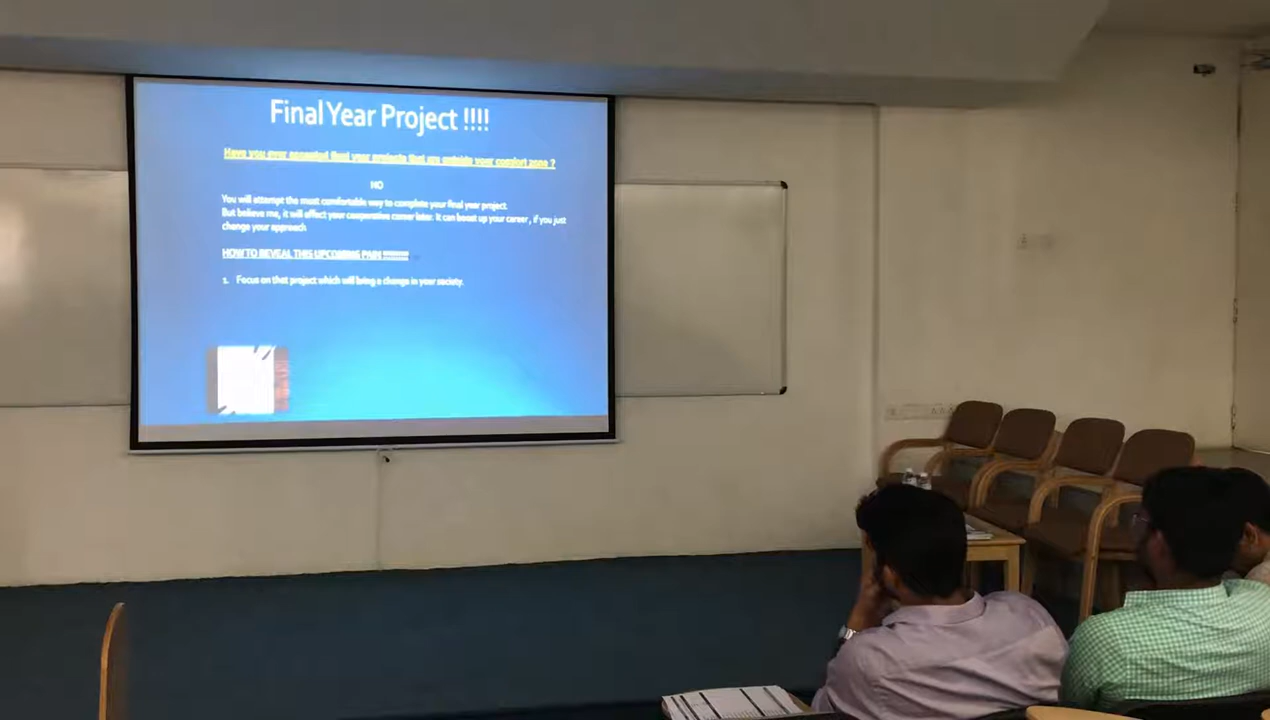 Final Year Project !!!!
Have you ever accepted that your projects that are outside your comfort zone ?
NO
You will attempt the most comfortable way to complete your final year project.
But believe me, it will effect your cooperative career later. It can boost up your career , if you just
change your approach
HOW TO REVEAL THIS UPCOMING PAIN
1. Focus on that project which will bring a change in your society.